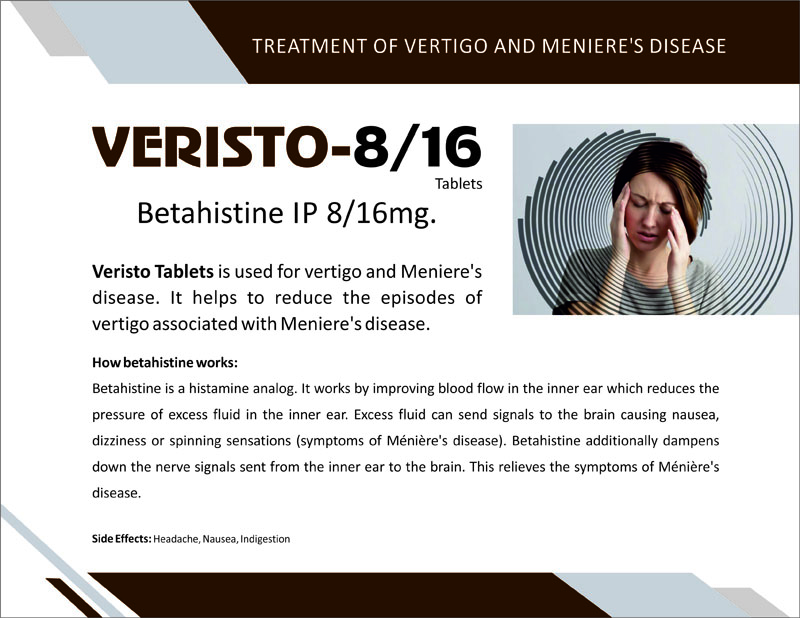 TREATMENT OF VERTIGO AND MENIERE'S DISEASE
VERISTO-8/16
Tablets
Betahistine IP 8/16mg.
Veristo Tablets is used for vertigo and Meniere's
disease. It helps to reduce the episodes of
vertigo associated with Meniere's disease.
How betahistine works:
Betahistine is a histamine analog. It works by improving blood flow in the inner ear which reduces the
pressure of excess fluid in the inner ear. Excess fluid can send signals to the brain causing nausea,
dizziness or spinning sensations (symptoms of Ménière's disease). Betahistine additionally dampens
down the nerve signals sent from the inner ear to the brain. This relieves the symptoms of Ménière's
disease.
Side Effects: Headache, Nausea, Indigestion